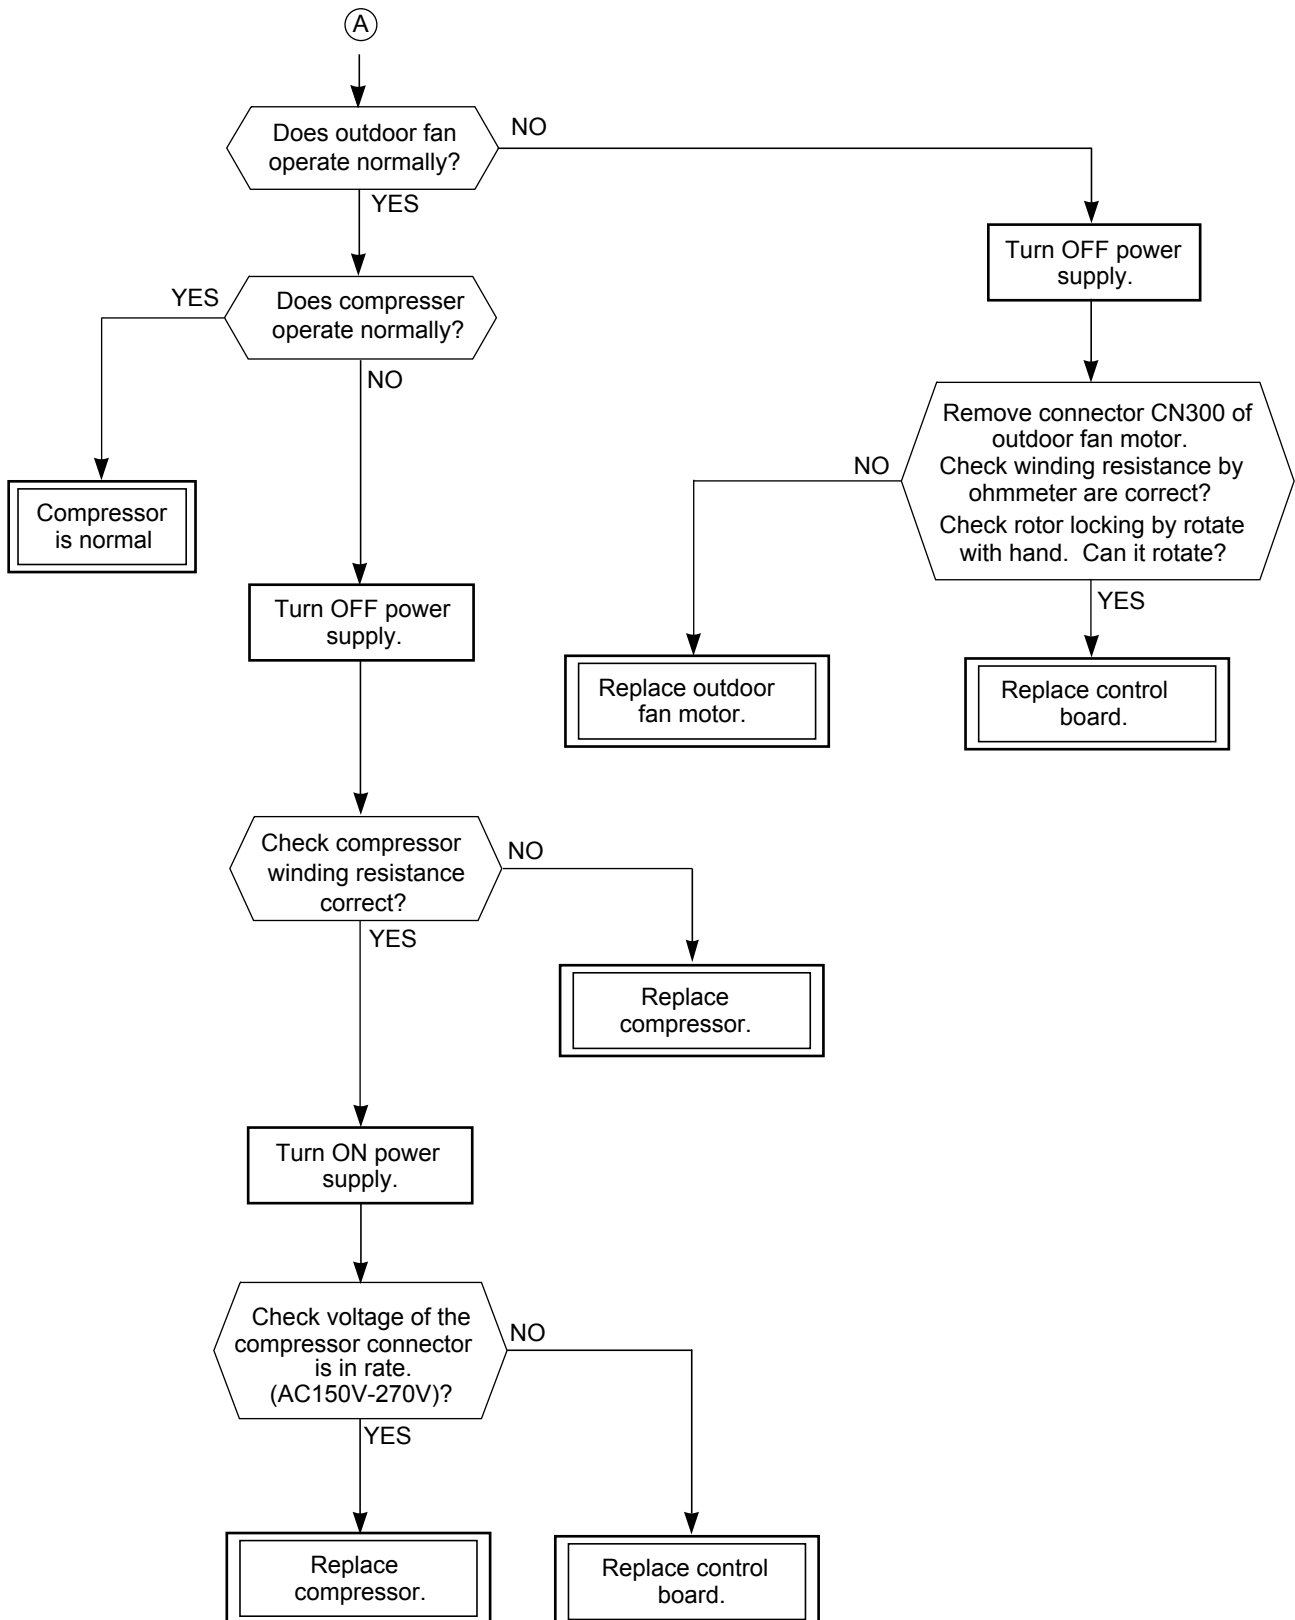 A
Does outdoor fan
operate normally?
NO
YES
Turn OFF power
supply.
Does compresser
operate normally?
YES
NO
Remove connector CN300 of
outdoor fan motor.
Check winding resistance by
ohmmeter are correct?
Check rotor locking by rotate
with hand.  Can it rotate?
NO
YES
Compressor
is normal
Turn OFF power
supply.
Replace outdoor
fan motor.
Replace control
board.
Check compressor
winding resistance
correct?
NO
YES
Replace
compressor.
Turn ON power
supply.
Check voltage of the
compressor connector
is in rate.
(AC150V-270V)?
NO
YES
Replace
compressor.
Replace control
board.